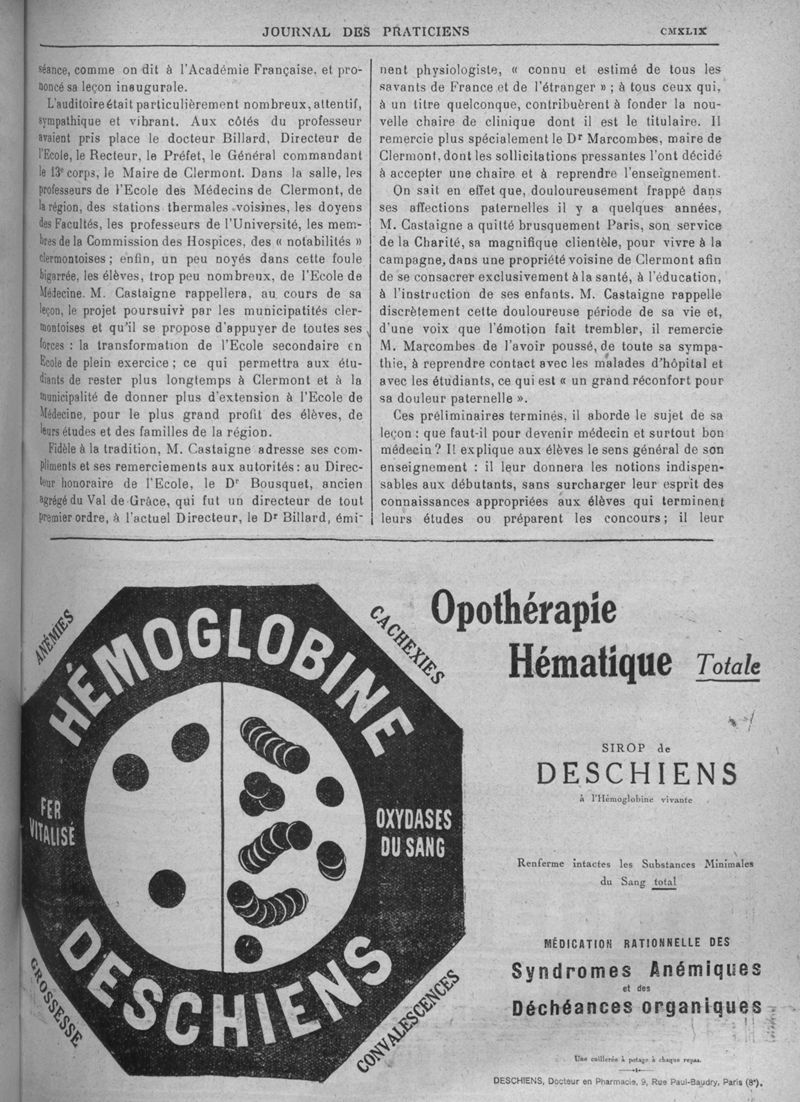 JOURNAL DES PRATICIENS
CMXLIX
séance, comme on dit à l'Académie Française, et pro-
noncé sa leçon inaugurale.
L'auditoire était particulièrement nombreux, attentif,
sympathique et vibrant. Aux côtés du professeur
avaient pris place le docteur Billard, Directeur de
l'Ecole, le Recteur, le Préfet, le Général commandant
le 13e corps, le Maire de Clermont. Dans la salle, les
professeurs de l'Ecole des Médecins de Clermont, de
la région, des stations thermales voisines, les doyens
des Facultés, les professeurs de l'Université, les mem-
bres de la Commission des Hospices, des « notabilités »
clermontoises ; enfin, un peu noyés dans cette foule
bigarrée, les élèves, trop peu nombreux, de l'Ecole de
Médecine. M. Castaigne rappellera, au cours de sa
leçon, le projet poursuivi par les municipatités cler-
montoises et qu'il se propose d'appuyer de toutes ses
forces : la transformation de l'Ecole secondaire en
Ecole de plein exercice ; ce qui permettra aux étu-
diants de rester plus longtemps à Clermont et à la
municipalité de donner plus d'extension à l'Ecole de
Médecine, pour le plus grand profit des élèves, de
leurs études et des familles de la région.
Fidèle à la tradition, M. Castaigne adresse ses com-
pliments et ses remerciements aux autorités : au Direc-
teur honoraire de l'Ecole, le Dr Bousquet, ancien
agrégé du Val de Grâce, qui fut un directeur de tout
premier ordre, à l'actuel Directeur, le Dr Billard, émi-
nent physiologiste, « connu et estimé de tous les
savants de France et de l'étranger » ; à tous ceux qui,
à un titre quelconque, contribuèrent à fonder la nou-
velle chaire de clinique dont il est le titulaire. Il
remercie plus spécialement le Dr Marcombes, maire de
Clermont, dont les sollicitations pressantes l'ont décidé
à accepter une chaire et à reprendre l'enseignement.
On sait en effet que, douloureusement frappé dans
ses affections paternelles il y a quelques années,
M. Castaigne a quitté brusquement Paris, son service
de la Charité, sa magnifique clientèle, pour vivre à la
campagne, dans une propriété voisine de Clermont afin
de se consacrer exclusivement à la santé, à l'éducation,
à l'instruction de ses enfants. M. Castaigne rappelle
discrètement cette douloureuse période de sa vie et,
d'une voix que l'émotion fait trembler, il remercie
M. Marcombes de l'avoir poussé, de toute sa sympa-
thie, à reprendre contact avec les malades d'hôpital et
avec les étudiants, ce qui est « un grand réconfort pour
sa douleur paternelle ».
Ces préliminaires terminés, il aborde le sujet de sa
leçon : que faut-il pour devenir médecin et surtout bon
médecin ? Il explique aux élèves le sens général de son
enseignement : il leur donnera les notions indispen-
sables aux débutants, sans surcharger leur esprit des
connaissances appropriées aux élèves qui terminent
leurs études ou préparent les concours ; il leur
ANÉMIES
CACHEXIES
HÉMOGLOBINE
FER
VITALISÉ
OXYDASES
DU SANG
DESCHIENS
GROSSESSE
CONVALESCENCES
Opothérapie
Hématique Totale
SIROP de
DESCHIENS
à l'Hémoglobine vivante
Renferme intactes les Substances Minimales
du Sang total
MÉDICATION RATIONNELLE DES
Syndromes Anémiques
et des
Déchéances organiques
Une cuillerée à potage à chaque repas.
DESCHIENS, Docteur en Pharmacie, 9, Rue Paul-Baudry, Paris (8e).